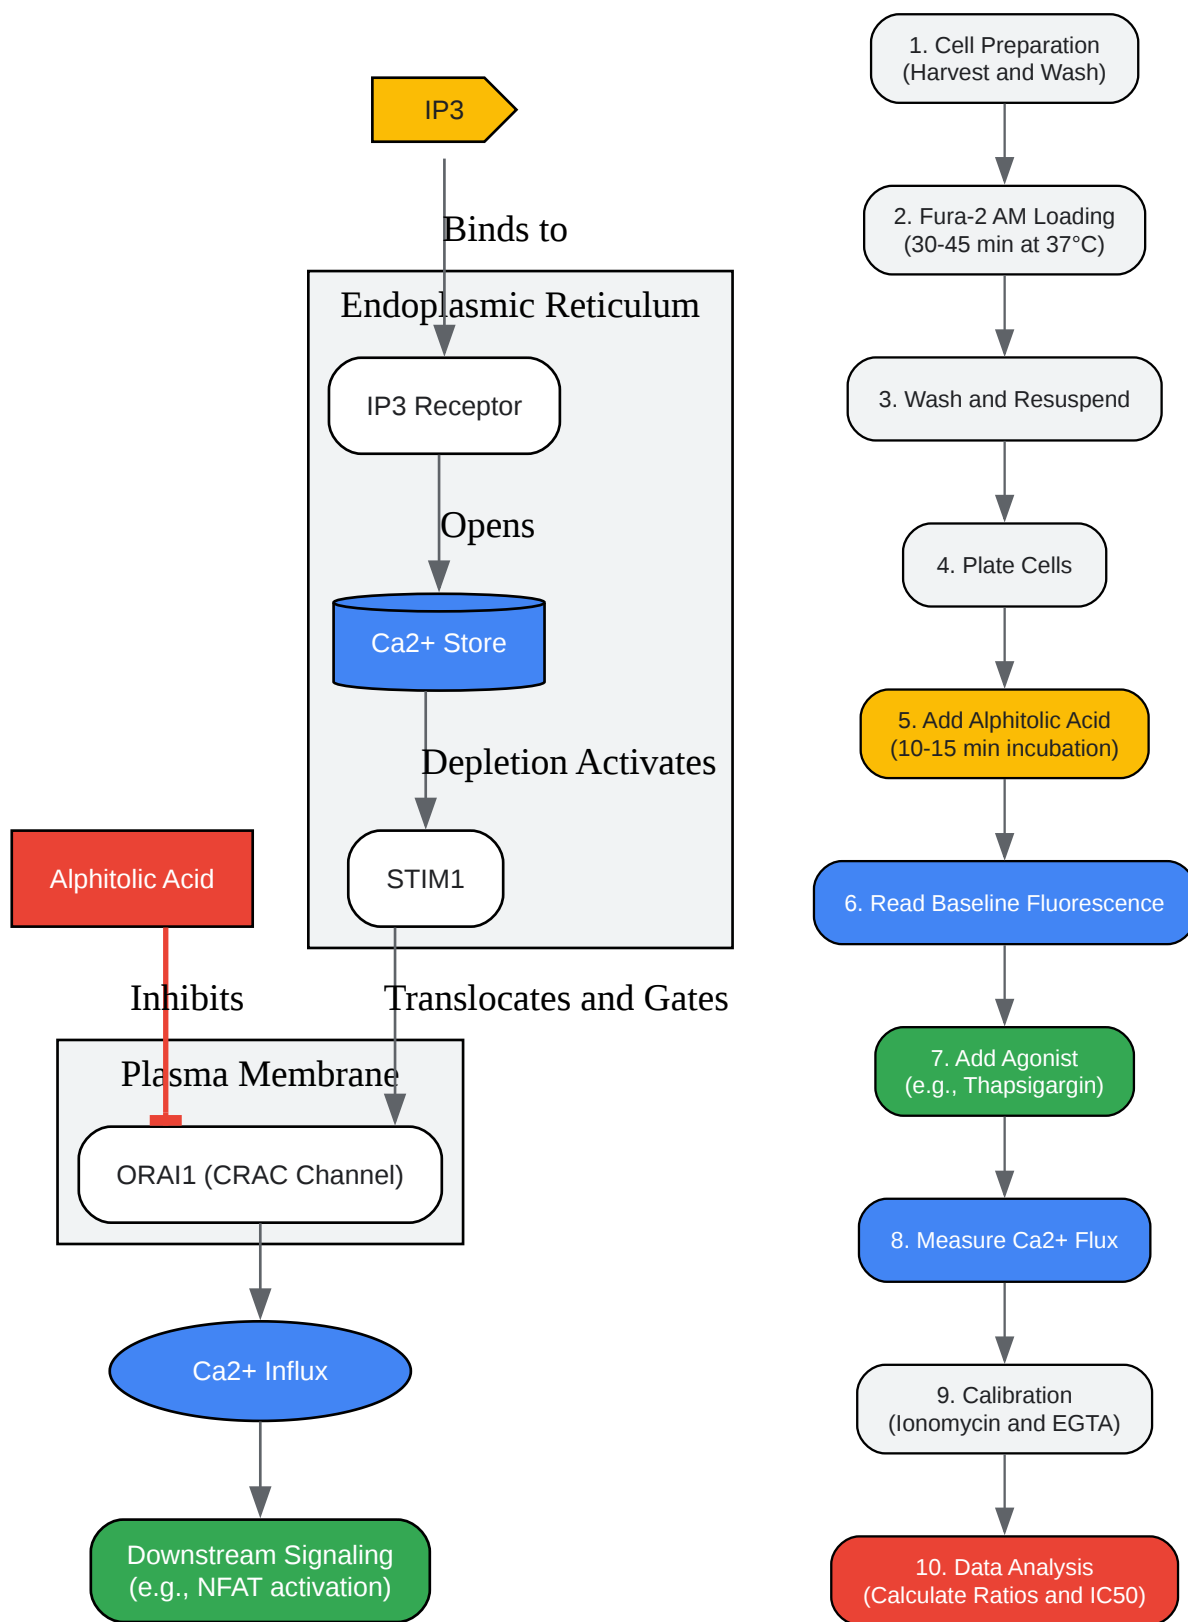 IP3
Binds to
Endoplasmic Reticulum
IP3 Receptor
Opens
Ca2+ Store
Depletion Activates
Alphitolic Acid
STIM1
Inhibits
Translocates and Gates
Plasma Membrane
ORAI1 (CRAC Channel)
Ca2+ Influx
Downstream Signaling
(e.g., NFAT activation)
1. Cell Preparation
(Harvest and Wash)
2. Fura-2 AM Loading
(30-45 min at 37°C)
3. Wash and Resuspend
4. Plate Cells
5. Add Alphitolic Acid
(10-15 min incubation)
6. Read Baseline Fluorescence
7. Add Agonist
(e.g., Thapsigargin)
8. Measure Ca2+ Flux
9. Calibration
(Ionomycin and EGTA)
10. Data Analysis
(Calculate Ratios and IC50)